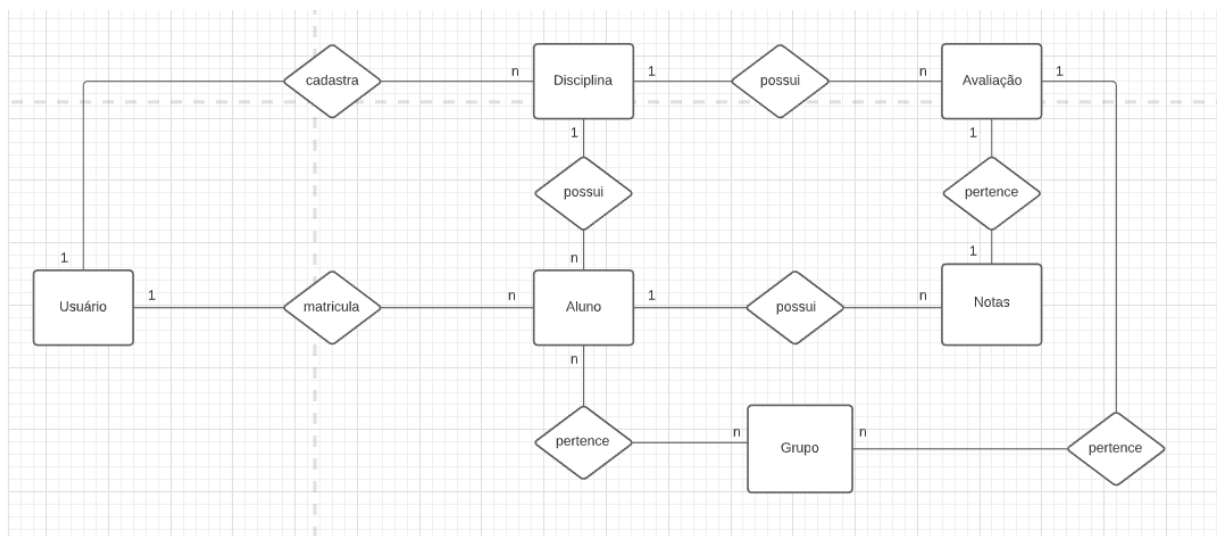 cadastra
n
Disciplina
1
possui
n
Avaliação
1
1
possui
n
1
pertence
1
1
Usuário
1
matricula
n
Aluno
1
possui
n
Notas
n
pertence
n
Grupo
n
pertence